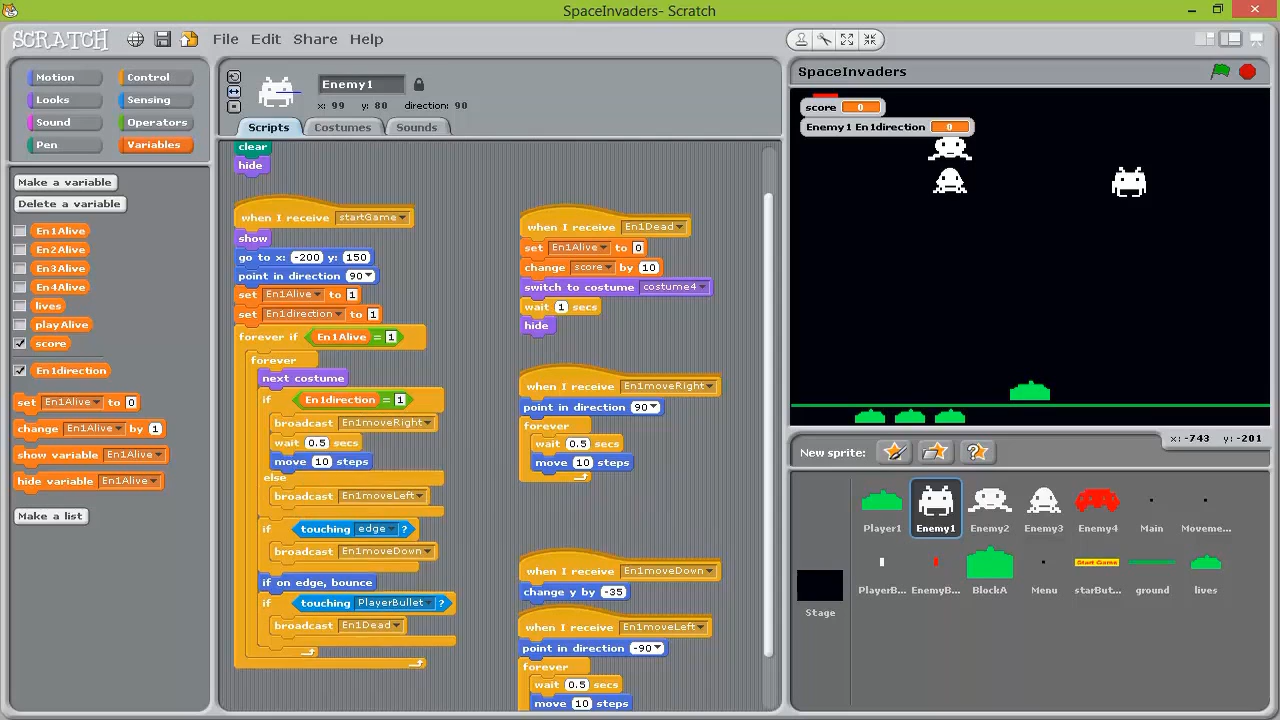 SpaceInvaders- Scratch
SCRATCH File Edit Share Help
Motion Control
Looks Sensing
Sound Operators
Pen Variables
Make a variable
Delete a variable
En1Alive
En2Alive
En3Alive
En4Alive
lives
playAlive
score
En1direction
set En1Alive to 0
change En1Alive by 1
show variable En1Alive
hide variable En1Alive
Make a list
Enemy1
x: 99 y: 80 direction: 90
Scripts Costumes Sounds
clear
hide
when I receive startGame
show
go to x: -200 y: 150
point in direction 90
set En1Alive to 1
set En1direction to 1
forever if En1Alive = 1
forever
next costume
if En1direction = 1
broadcast En1moveRight
wait 0.5 secs
move 10 steps
else
broadcast En1moveLeft
if touching edge ?
broadcast En1moveDown
if on edge, bounce
if touching PlayerBullet ?
broadcast En1Dead
when I receive En1Dead
set En1Alive to 0
change score by 10
switch to costume costume4
wait 1 secs
hide
when I receive En1moveRight
point in direction 90
forever
wait 0.5 secs
move 10 steps
when I receive En1moveDown
change y by -35
when I receive En1moveLeft
point in direction -90
forever
wait 0.5 secs
move 10 steps
SpaceInvaders
score 0
Enemy1 En1direction 0
x: -743 y: -201
New sprite:
Player1 Enemy1 Enemy2 Enemy3 Enemy4 Main Moveme...
PlayerB... EnemyB... BlockA Menu Start Game starBut... ground lives
Stage